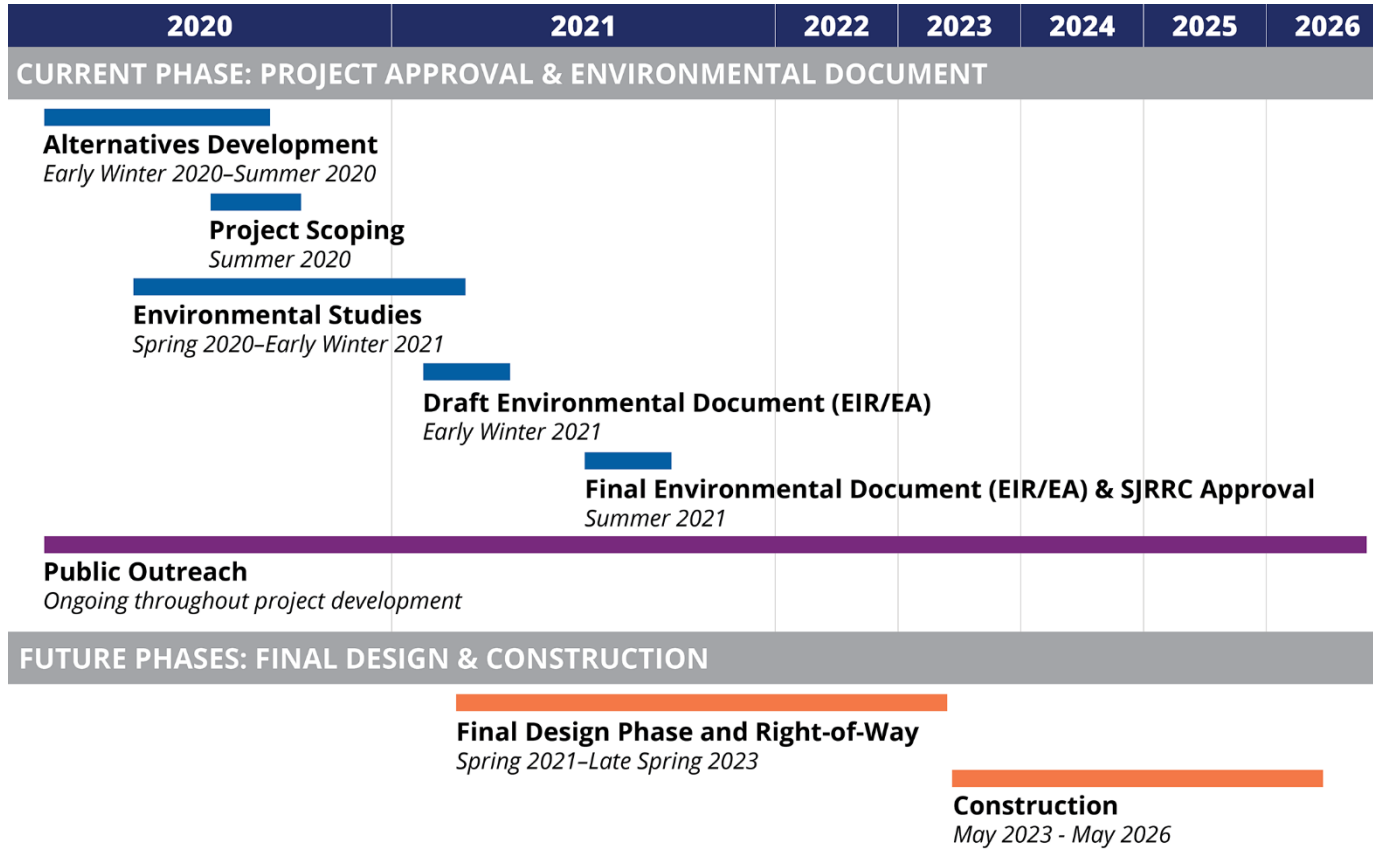 2020 2021 2022 2023 2024 2025 2026
CURRENT PHASE: PROJECT APPROVAL & ENVIRONMENTAL DOCUMENT
Alternatives Development
Early Winter 2020–Summer 2020
Project Scoping
Summer 2020
Environmental Studies
Spring 2020–Early Winter 2021
Draft Environmental Document (EIR/EA)
Early Winter 2021
Final Environmental Document (EIR/EA) & SJRRC Approval
Summer 2021
Public Outreach
Ongoing throughout project development
FUTURE PHASES: FINAL DESIGN & CONSTRUCTION
Final Design Phase and Right-of-Way
Spring 2021–Late Spring 2023
Construction
May 2023 - May 2026